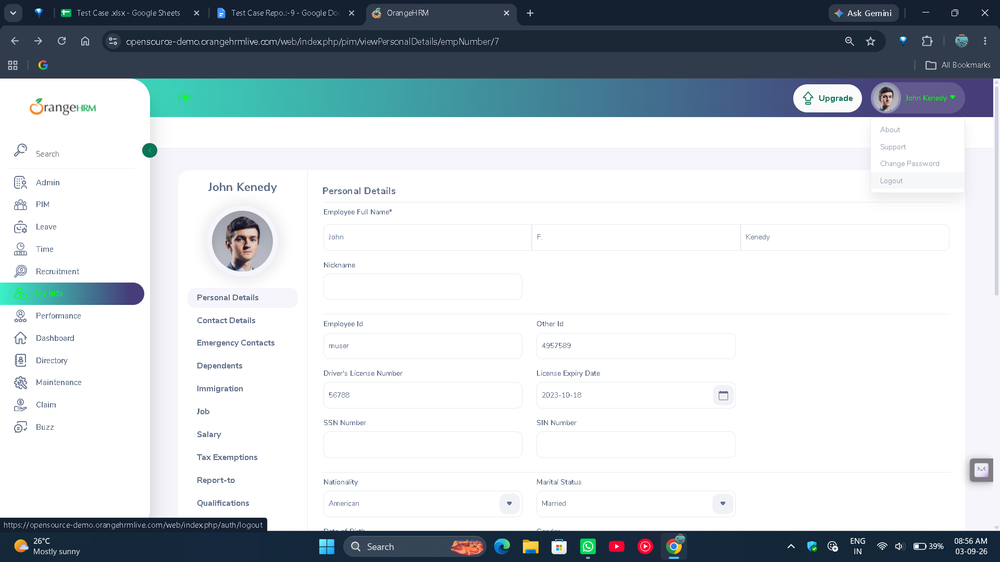 Test Case .xlsx - Google Sheets
Test Case Repo.:-9 - Google Do
OrangeHRM
Ask Gemini
opensource-demo.orangehrmlive.com/web/index.php/pim/viewPersonalDetails/empNumber/7
All Bookmarks
OrangeHRM
PIM
Upgrade
John Kenedy
About
Support
Change Password
Logout
Search
Admin
PIM
Leave
Time
Recruitment
My Info
Performance
Dashboard
Directory
Maintenance
Claim
Buzz
John Kenedy
Personal Details
Contact Details
Emergency Contacts
Dependents
Immigration
Job
Salary
Tax Exemptions
Report-to
Qualifications
Personal Details
Employee Full Name*
John F. Kenedy
Nickname
Employee Id Other Id
muser 4957589
Driver's License Number License Expiry Date
56788 2023-10-18
SSN Number SIN Number
Nationality Marital Status
American Married
Date of Birth Gender
https://opensource-demo.orangehrmlive.com/web/index.php/auth/logout
26°C
Mostly sunny
Search
ENG
IN
39%
08:56 AM
03-09-26